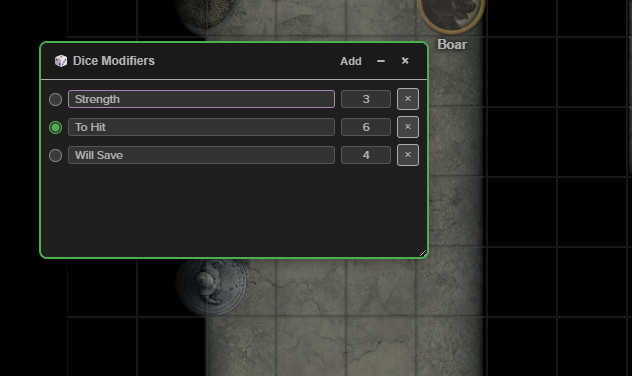 Boar
Dice Modifiers Add − ×
Strength 3 ×
To Hit 6 ×
Will Save 4 ×